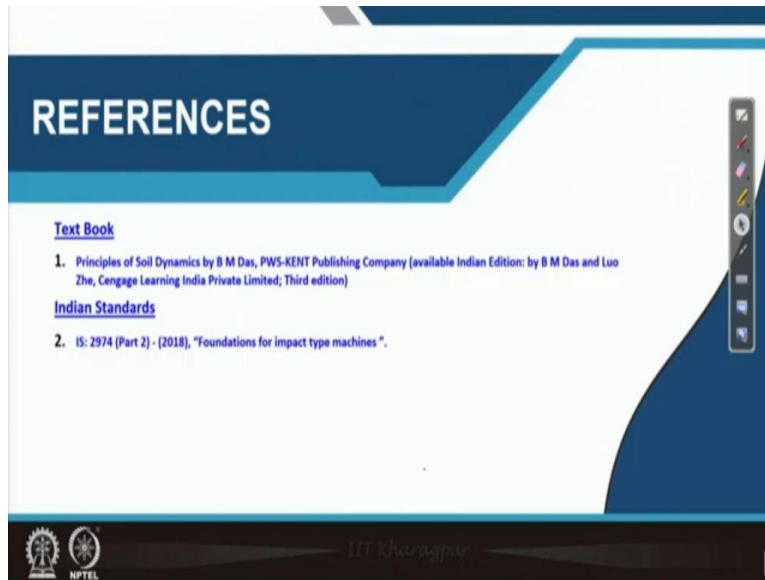 REFERENCES
Text Book
1. Principles of Soil Dynamics by B M Das, PWS-KENT Publishing Company (available Indian Edition: by B M Das and Luo
Zhe, Cengage Learning India Private Limited; Third edition)
Indian Standards
2. IS: 2974 (Part 2) - (2018), "Foundations for impact type machines ".
IIT Kharagpur
NPTEL